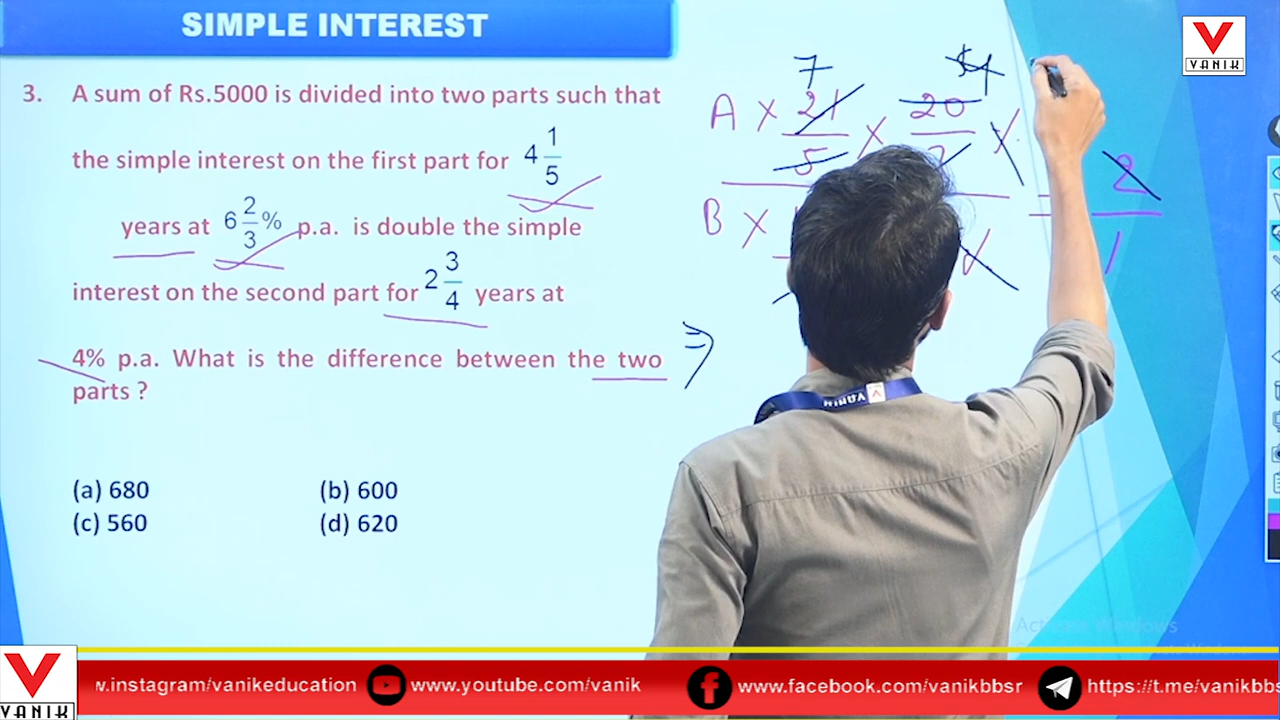 SIMPLE INTEREST
VANIK
3. A sum of Rs.5000 is divided into two parts such that
the simple interest on the first part for 4 1/5
years at 6 2/3% p.a. is double the simple
interest on the second part for 2 3/4 years at
4% p.a. What is the difference between the two
parts ?
(a) 680 (b) 600
(c) 560 (d) 620
7
A × 21/5 × 20
B ×
= 2/1
⇒
VANIK
w.instagram/vanikeducation www.youtube.com/vanik www.facebook.com/vanikbbsr https://t.me/vanikbb
VANIK